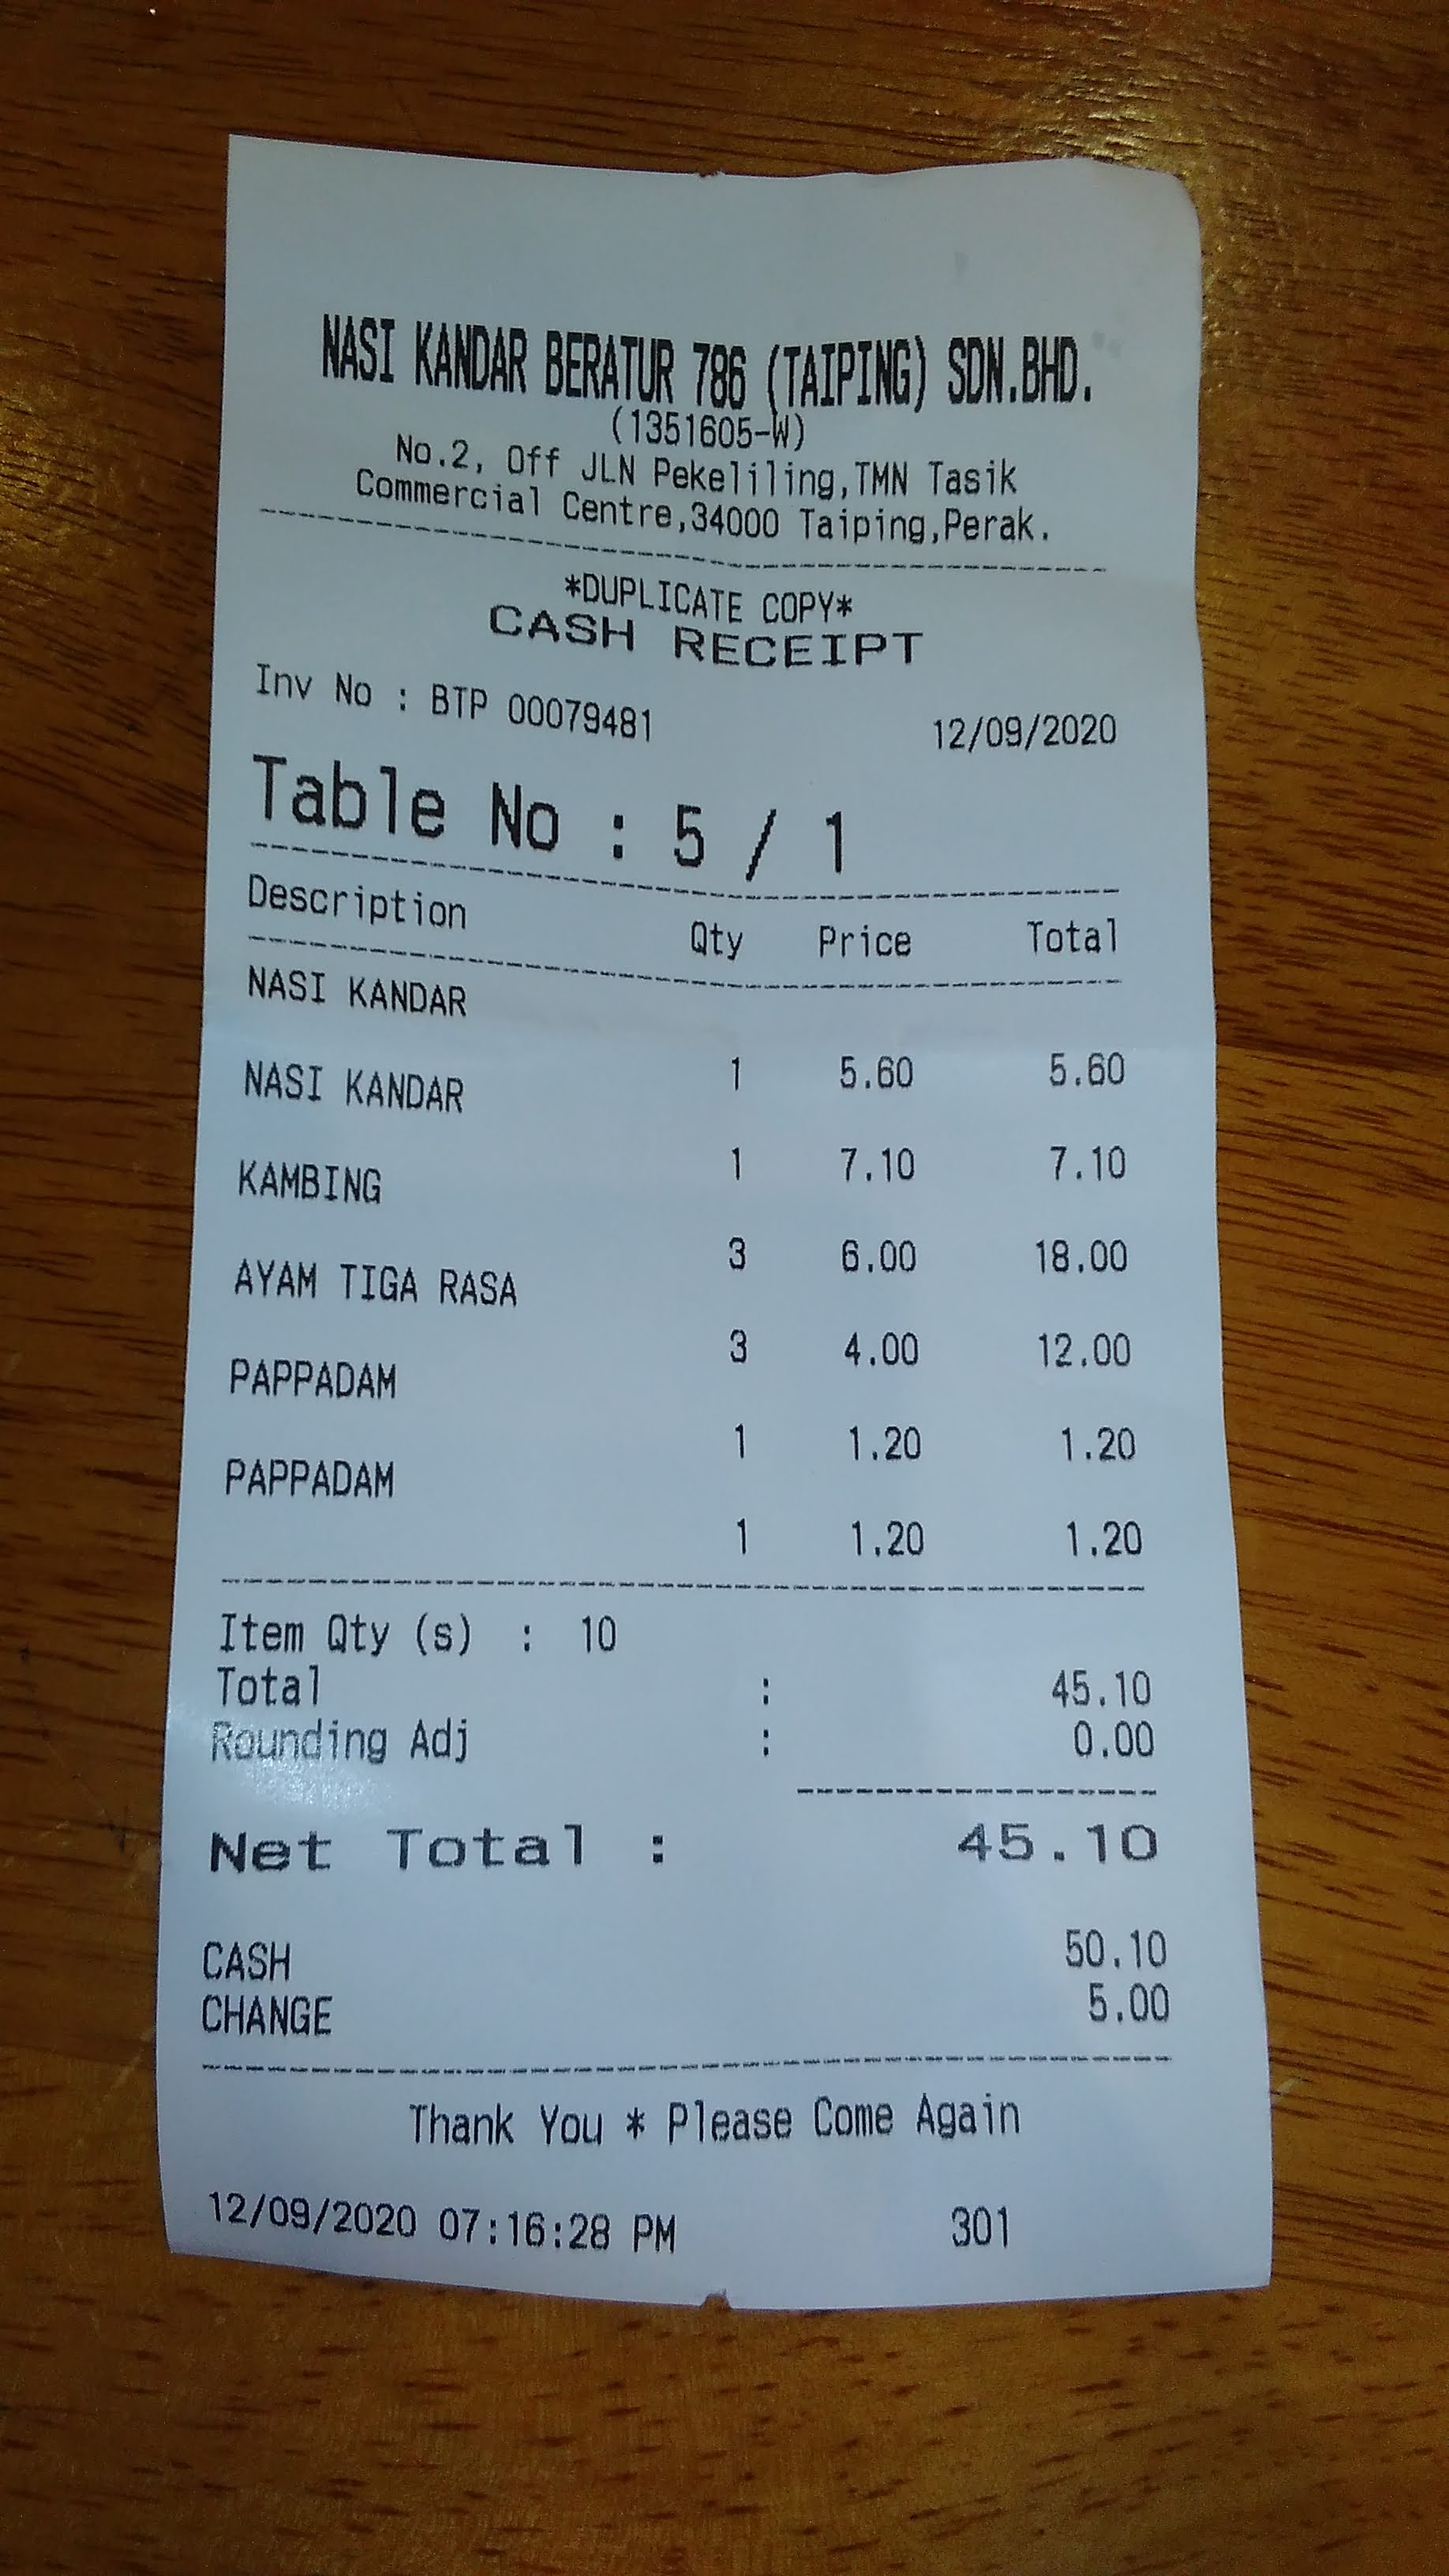 NASI KANDAR BERATUR 786 (TAIPING) SDN.BHD.
(1351605-W)
No.2, Off JLN Pekeliling,TMN Tasik
Commercial Centre,34000 Taiping,Perak.
*DUPLICATE COPY*
CASH RECEIPT
Inv No : BTP 00079481 12/09/2020
Table No : 5 / 1
Description Qty Price Total
NASI KANDAR
1 5.60 5.60
NASI KANDAR
1 7.10 7.10
KAMBING
3 6.00 18.00
AYAM TIGA RASA
3 4.00 12.00
PAPPADAM
1 1.20 1.20
PAPPADAM
1 1.20 1.20
Item Qty (s) : 10
Total : 45.10
Rounding Adj : 0.00
Net Total : 45.10
CASH 50.10
CHANGE 5.00
Thank You * Please Come Again
12/09/2020 07:16:28 PM 301